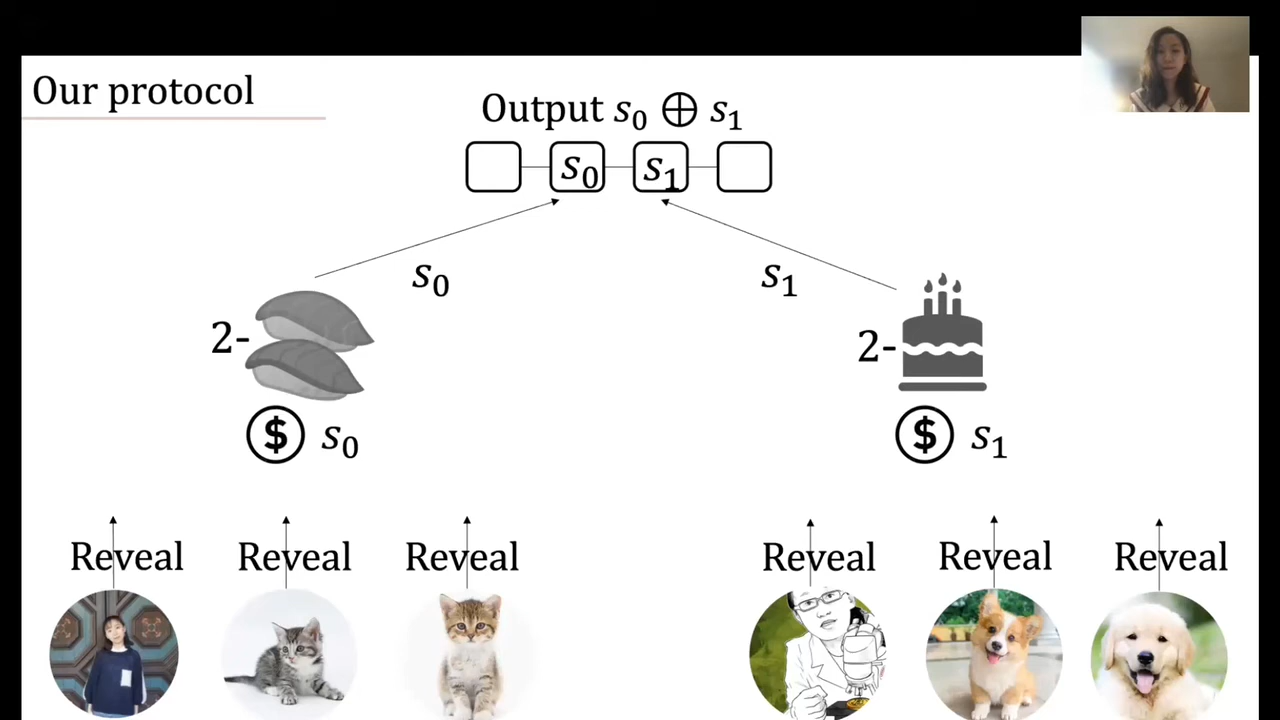 Our protocol
Output s₀ ⊕ s₁
s₀ s₁
s₀ s₁
2- 2-
$ s₀ $ s₁
Reveal Reveal Reveal Reveal Reveal Reveal